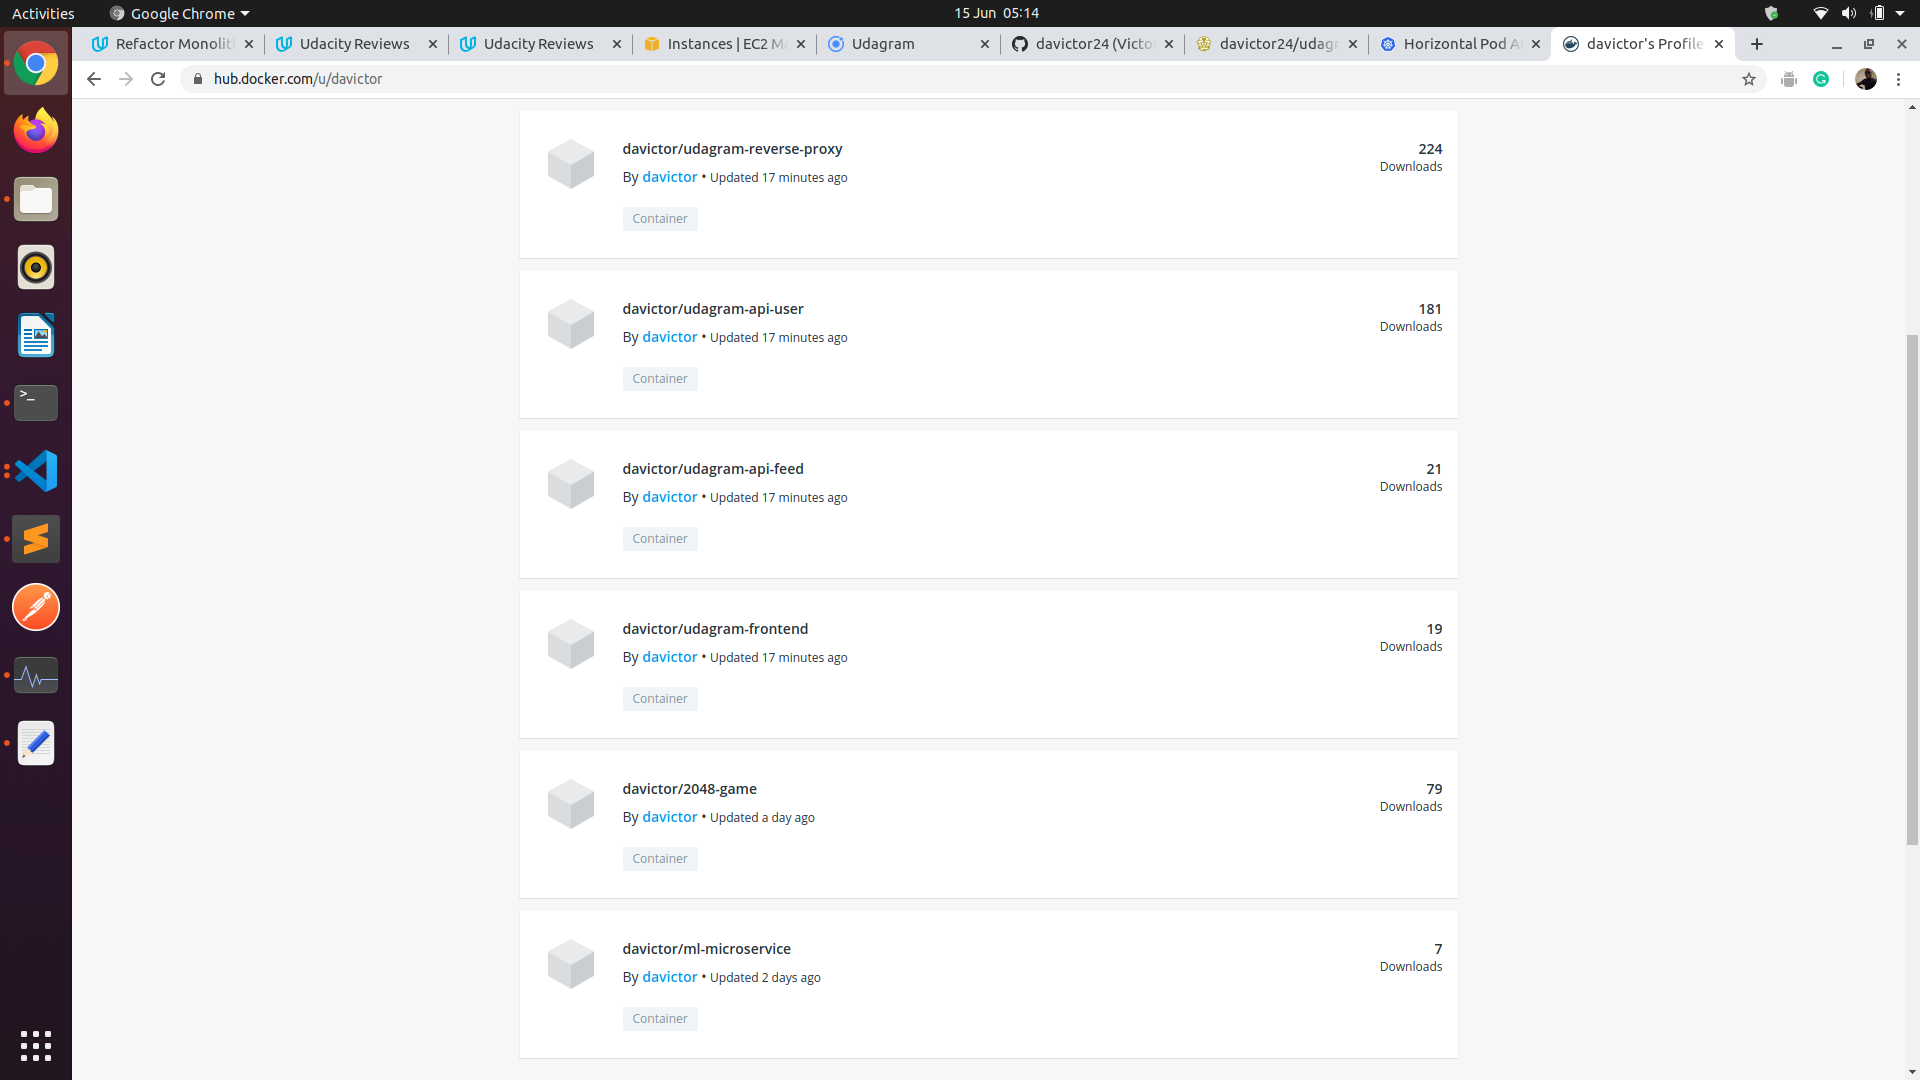 Activities
Google Chrome
15 Jun 05:14
Refactor Monolit
Udacity Reviews
Udacity Reviews
Instances | EC2 Ma
Udagram
davictor24 (Victo
davictor24/udagr
Horizontal Pod A
davictor's Profile
hub.docker.com/u/davictor
davictor/udagram-reverse-proxy
224
Downloads
By davictor • Updated 17 minutes ago
Container
davictor/udagram-api-user
181
Downloads
By davictor • Updated 17 minutes ago
Container
davictor/udagram-api-feed
21
Downloads
By davictor • Updated 17 minutes ago
Container
davictor/udagram-frontend
19
Downloads
By davictor • Updated 17 minutes ago
Container
davictor/2048-game
79
Downloads
By davictor • Updated a day ago
Container
davictor/ml-microservice
7
Downloads
By davictor • Updated 2 days ago
Container